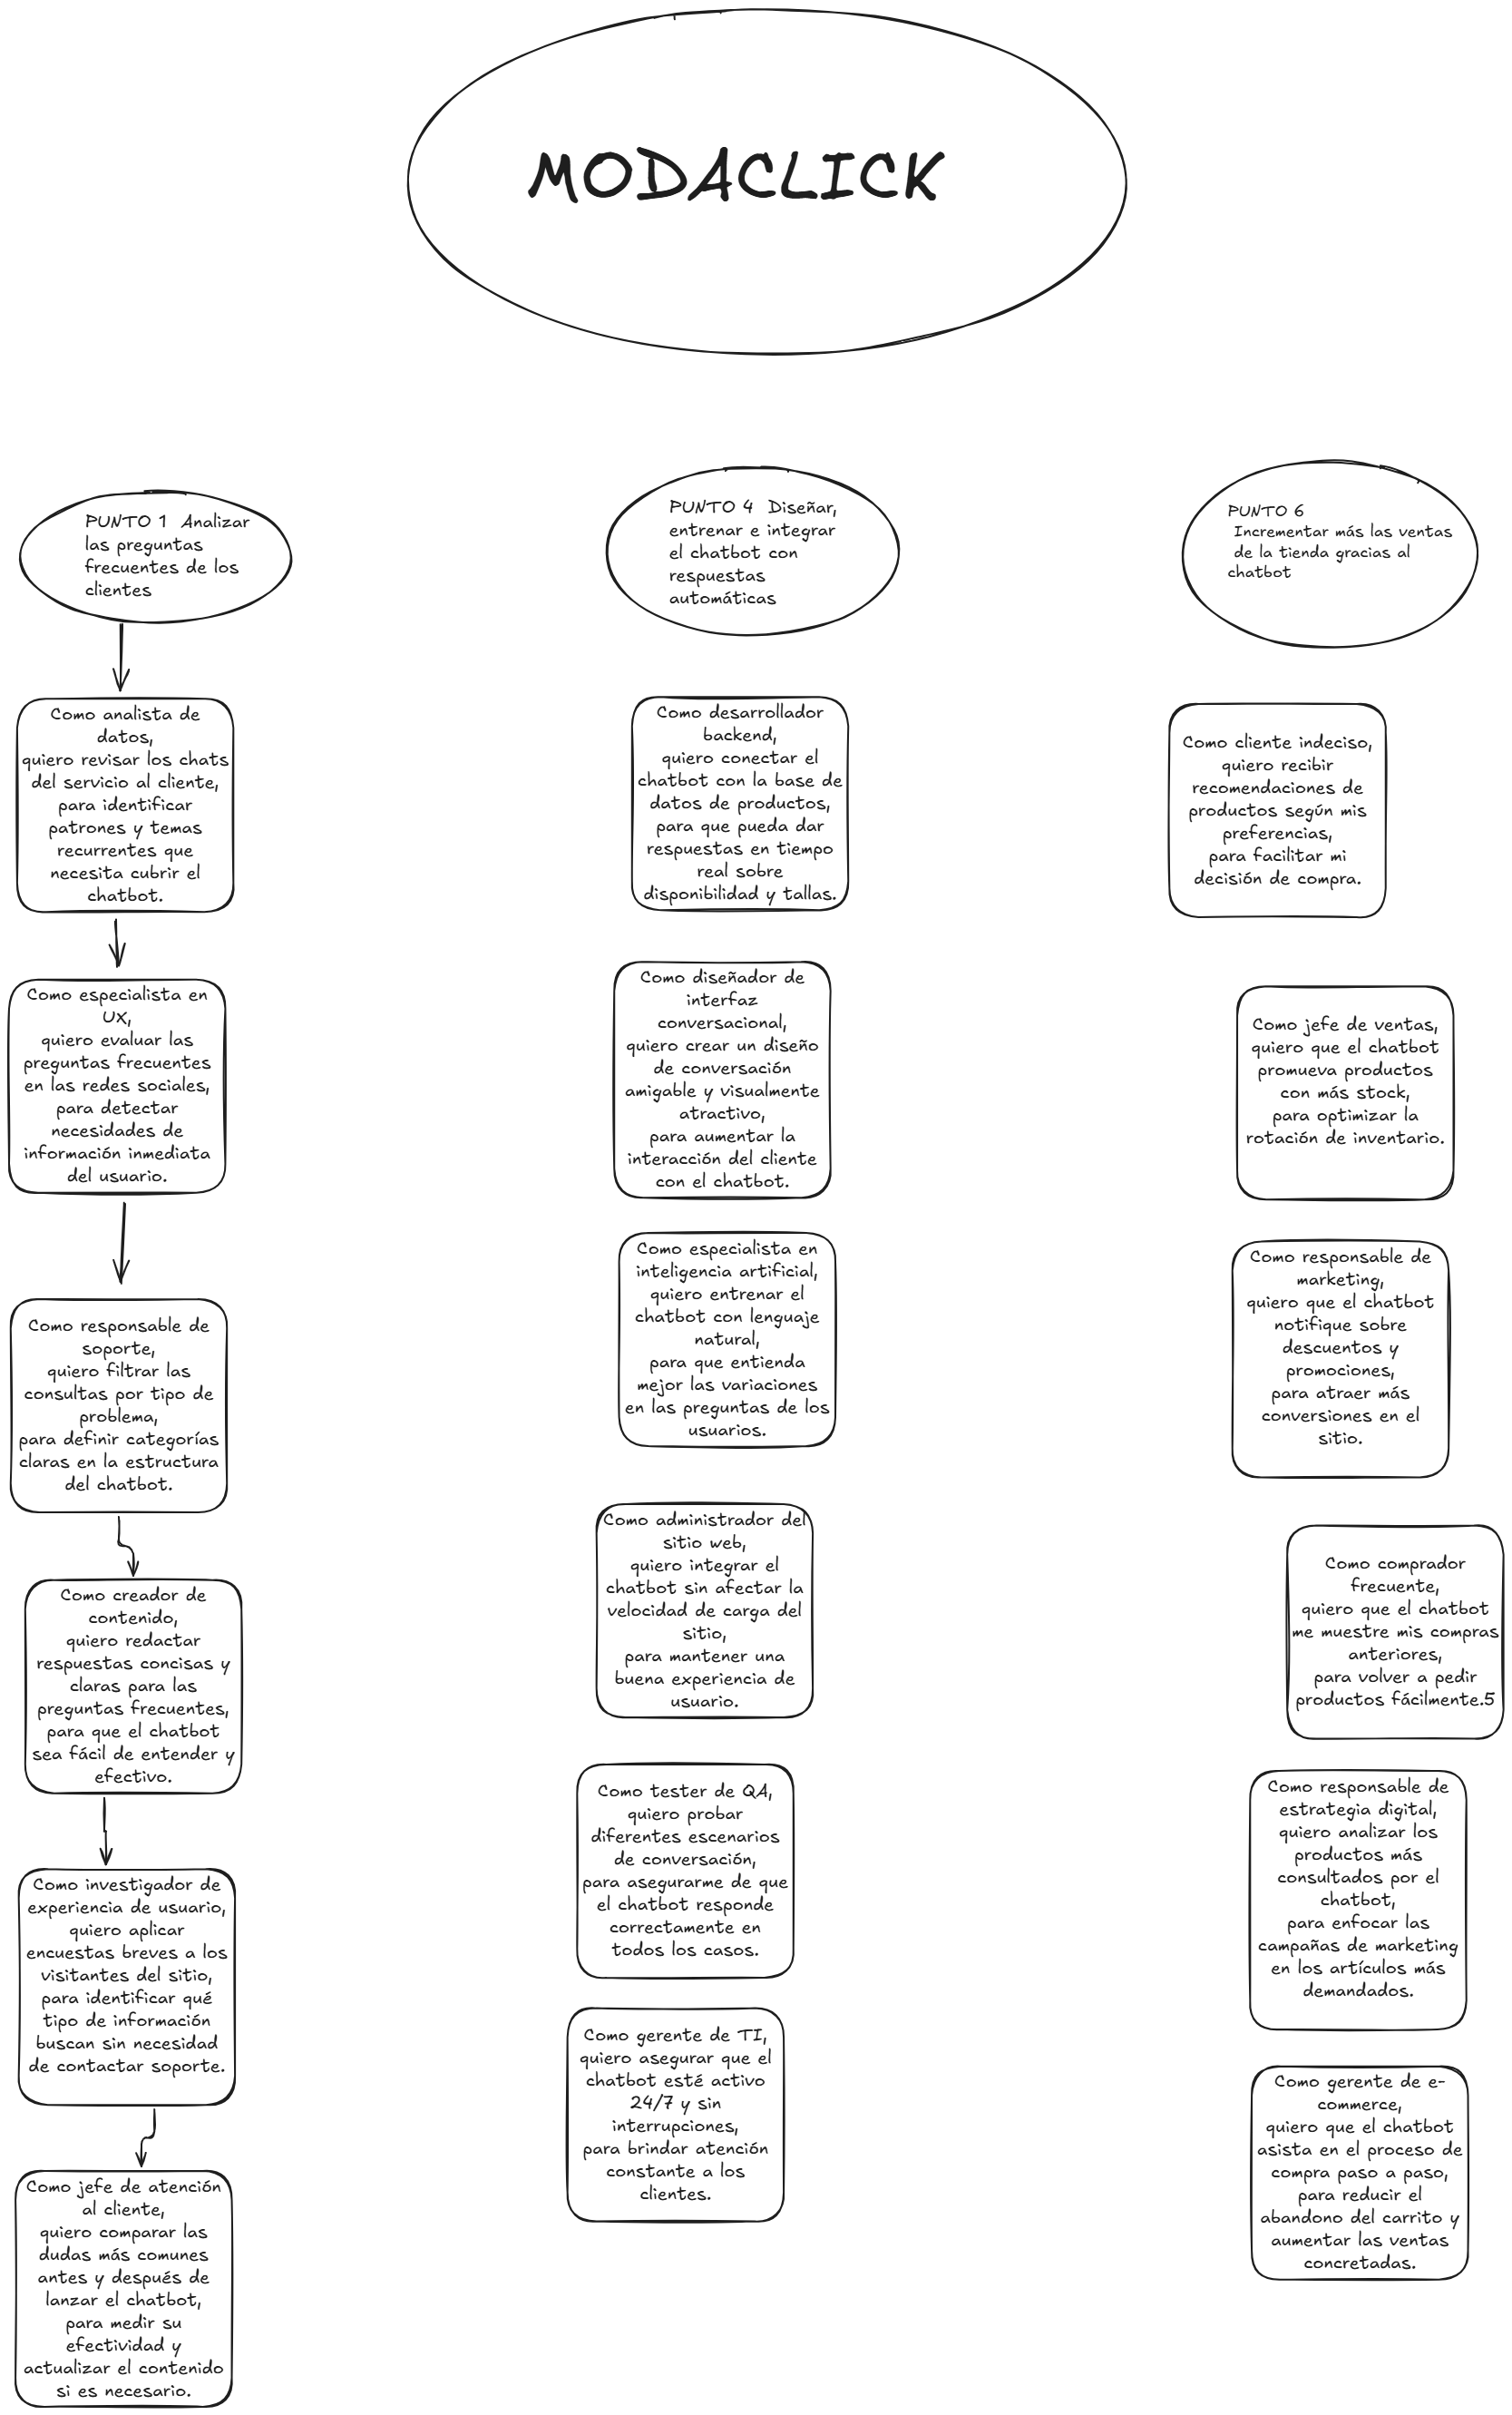 MODACLICK
PUNTO 1  Analizar
las preguntas
frecuentes de los
clientes
Como analista de
datos,
quiero revisar los chats
del servicio al cliente,
para identificar
patrones y temas
recurrentes que
necesita cubrir el
chatbot.
Como especialista en
UX,
quiero evaluar las
preguntas frecuentes
en las redes sociales,
para detectar
necesidades de
información inmediata
del usuario.
Como responsable de
soporte,
quiero filtrar las
consultas por tipo de
problema,
para definir categorías
claras en la estructura
del chatbot.
Como creador de
contenido,
quiero redactar
respuestas concisas y
claras para las
preguntas frecuentes,
para que el chatbot
sea fácil de entender y
efectivo.
Como investigador de
experiencia de usuario,
quiero aplicar
encuestas breves a los
visitantes del sitio,
para identificar qué
tipo de información
buscan sin necesidad
de contactar soporte.
Como jefe de atención
al cliente,
quiero comparar las
dudas más comunes
antes y después de
lanzar el chatbot,
para medir su
efectividad y
actualizar el contenido
si es necesario.
PUNTO 4  Diseñar,
entrenar e integrar
el chatbot con
respuestas
automáticas
Como desarrollador
backend,
quiero conectar el
chatbot con la base de
datos de productos,
para que pueda dar
respuestas en tiempo
real sobre
disponibilidad y tallas.
Como diseñador de
interfaz
conversacional,
quiero crear un diseño
de conversación
amigable y visualmente
atractivo,
para aumentar la
interacción del cliente
con el chatbot.
Como especialista en
inteligencia artificial,
quiero entrenar el
chatbot con lenguaje
natural,
para que entienda
mejor las variaciones
en las preguntas de los
usuarios.
Como administrador del
sitio web,
quiero integrar el
chatbot sin afectar la
velocidad de carga del
sitio,
para mantener una
buena experiencia de
usuario.
Como tester de QA,
quiero probar
diferentes escenarios
de conversación,
para asegurarme de que
el chatbot responde
correctamente en
todos los casos.
Como gerente de TI,
quiero asegurar que el
chatbot esté activo
24/7 y sin
interrupciones,
para brindar atención
constante a los
clientes.
PUNTO 6
Incrementar más las ventas
de la tienda gracias al
chatbot
Como cliente indeciso,
quiero recibir
recomendaciones de
productos según mis
preferencias,
para facilitar mi
decisión de compra.
Como jefe de ventas,
quiero que el chatbot
promueva productos
con más stock,
para optimizar la
rotación de inventario.
Como responsable de
marketing,
quiero que el chatbot
notifique sobre
descuentos y
promociones,
para atraer más
conversiones en el
sitio.
Como comprador
frecuente,
quiero que el chatbot
me muestre mis compras
anteriores,
para volver a pedir
productos fácilmente.5
Como responsable de
estrategia digital,
quiero analizar los
productos más
consultados por el
chatbot,
para enfocar las
campañas de marketing
en los artículos más
demandados.
Como gerente de e-
commerce,
quiero que el chatbot
asista en el proceso de
compra paso a paso,
para reducir el
abandono del carrito y
aumentar las ventas
concretadas.